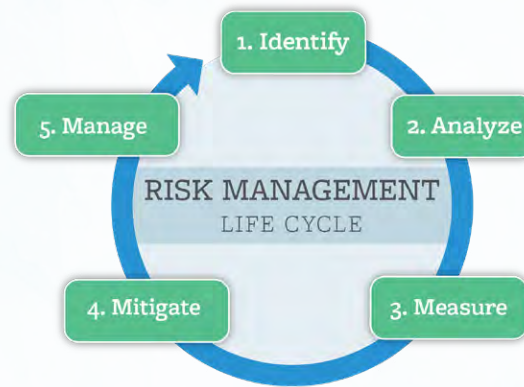 1. Identify
2. Analyze
3. Measure
4. Mitigate
5. Manage
RISK MANAGEMENT
LIFE CYCLE